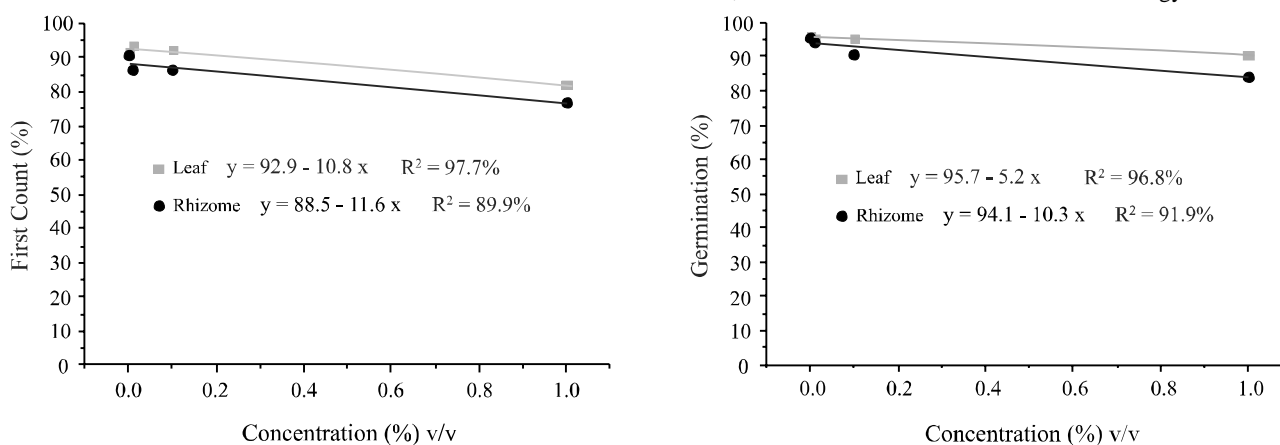 First Count (%)
100
90
80
70
60
50
40
30
20
10
0
Leaf y = 92.9 - 10.8 x R² = 97.7%
Rhizome y = 88.5 - 11.6 x R² = 89.9%
0.0 0.2 0.4 0.6 0.8 1.0
Concentration (%) v/v
Germination (%)
100
90
80
70
60
50
40
30
20
10
0
Leaf y = 95.7 - 5.2 x R² = 96.8%
Rhizome y = 94.1 - 10.3 x R² = 91.9%
0.0 0.2 0.4 0.6 0.8 1.0
Concentration (%) v/v